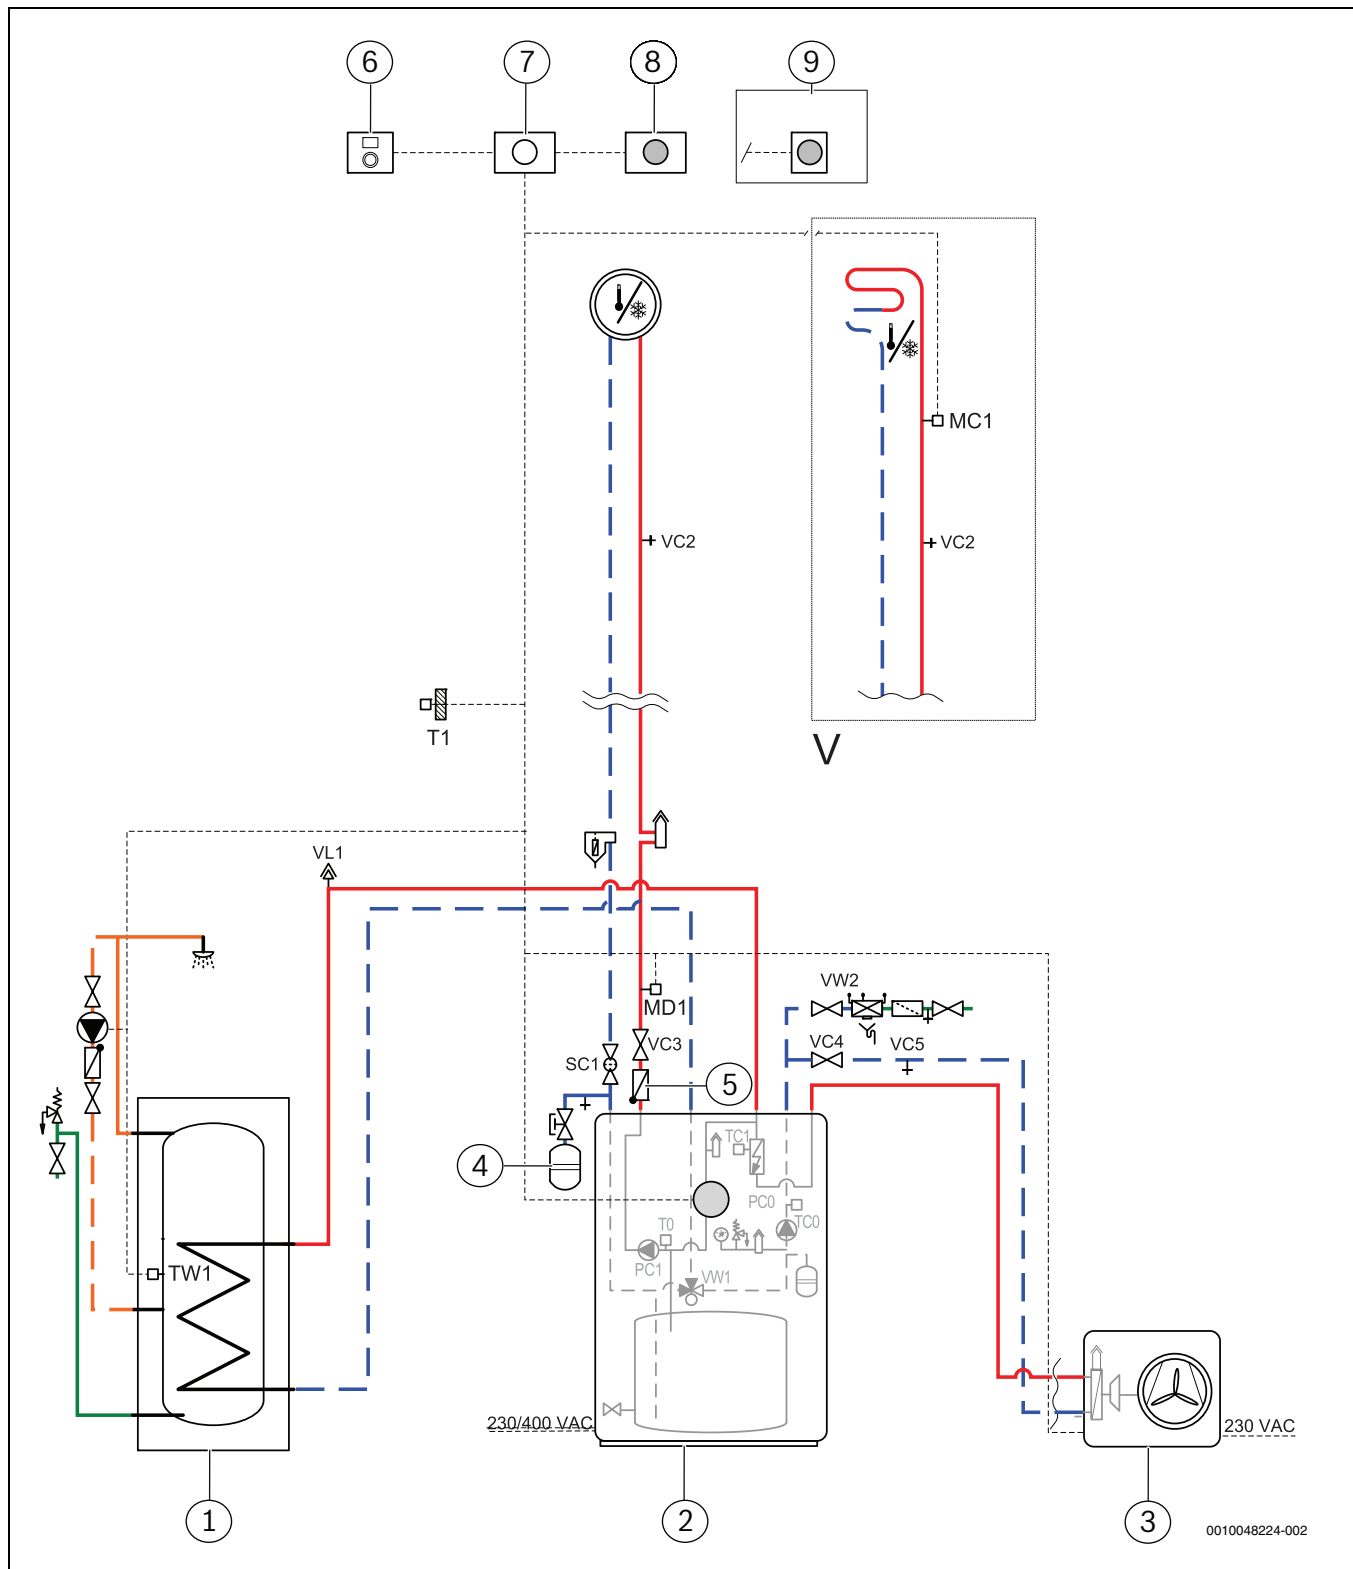 6
7
8
9
MC1
VC2
VC2
T1
V
VL1
VW2
MD1
VC3
VC4
VC5
SC1
5
4
TC1
PC0
TC0
T0
PC1
VW1
TW1
230/400 VAC
230 VAC
1
2
3
0010048224-002